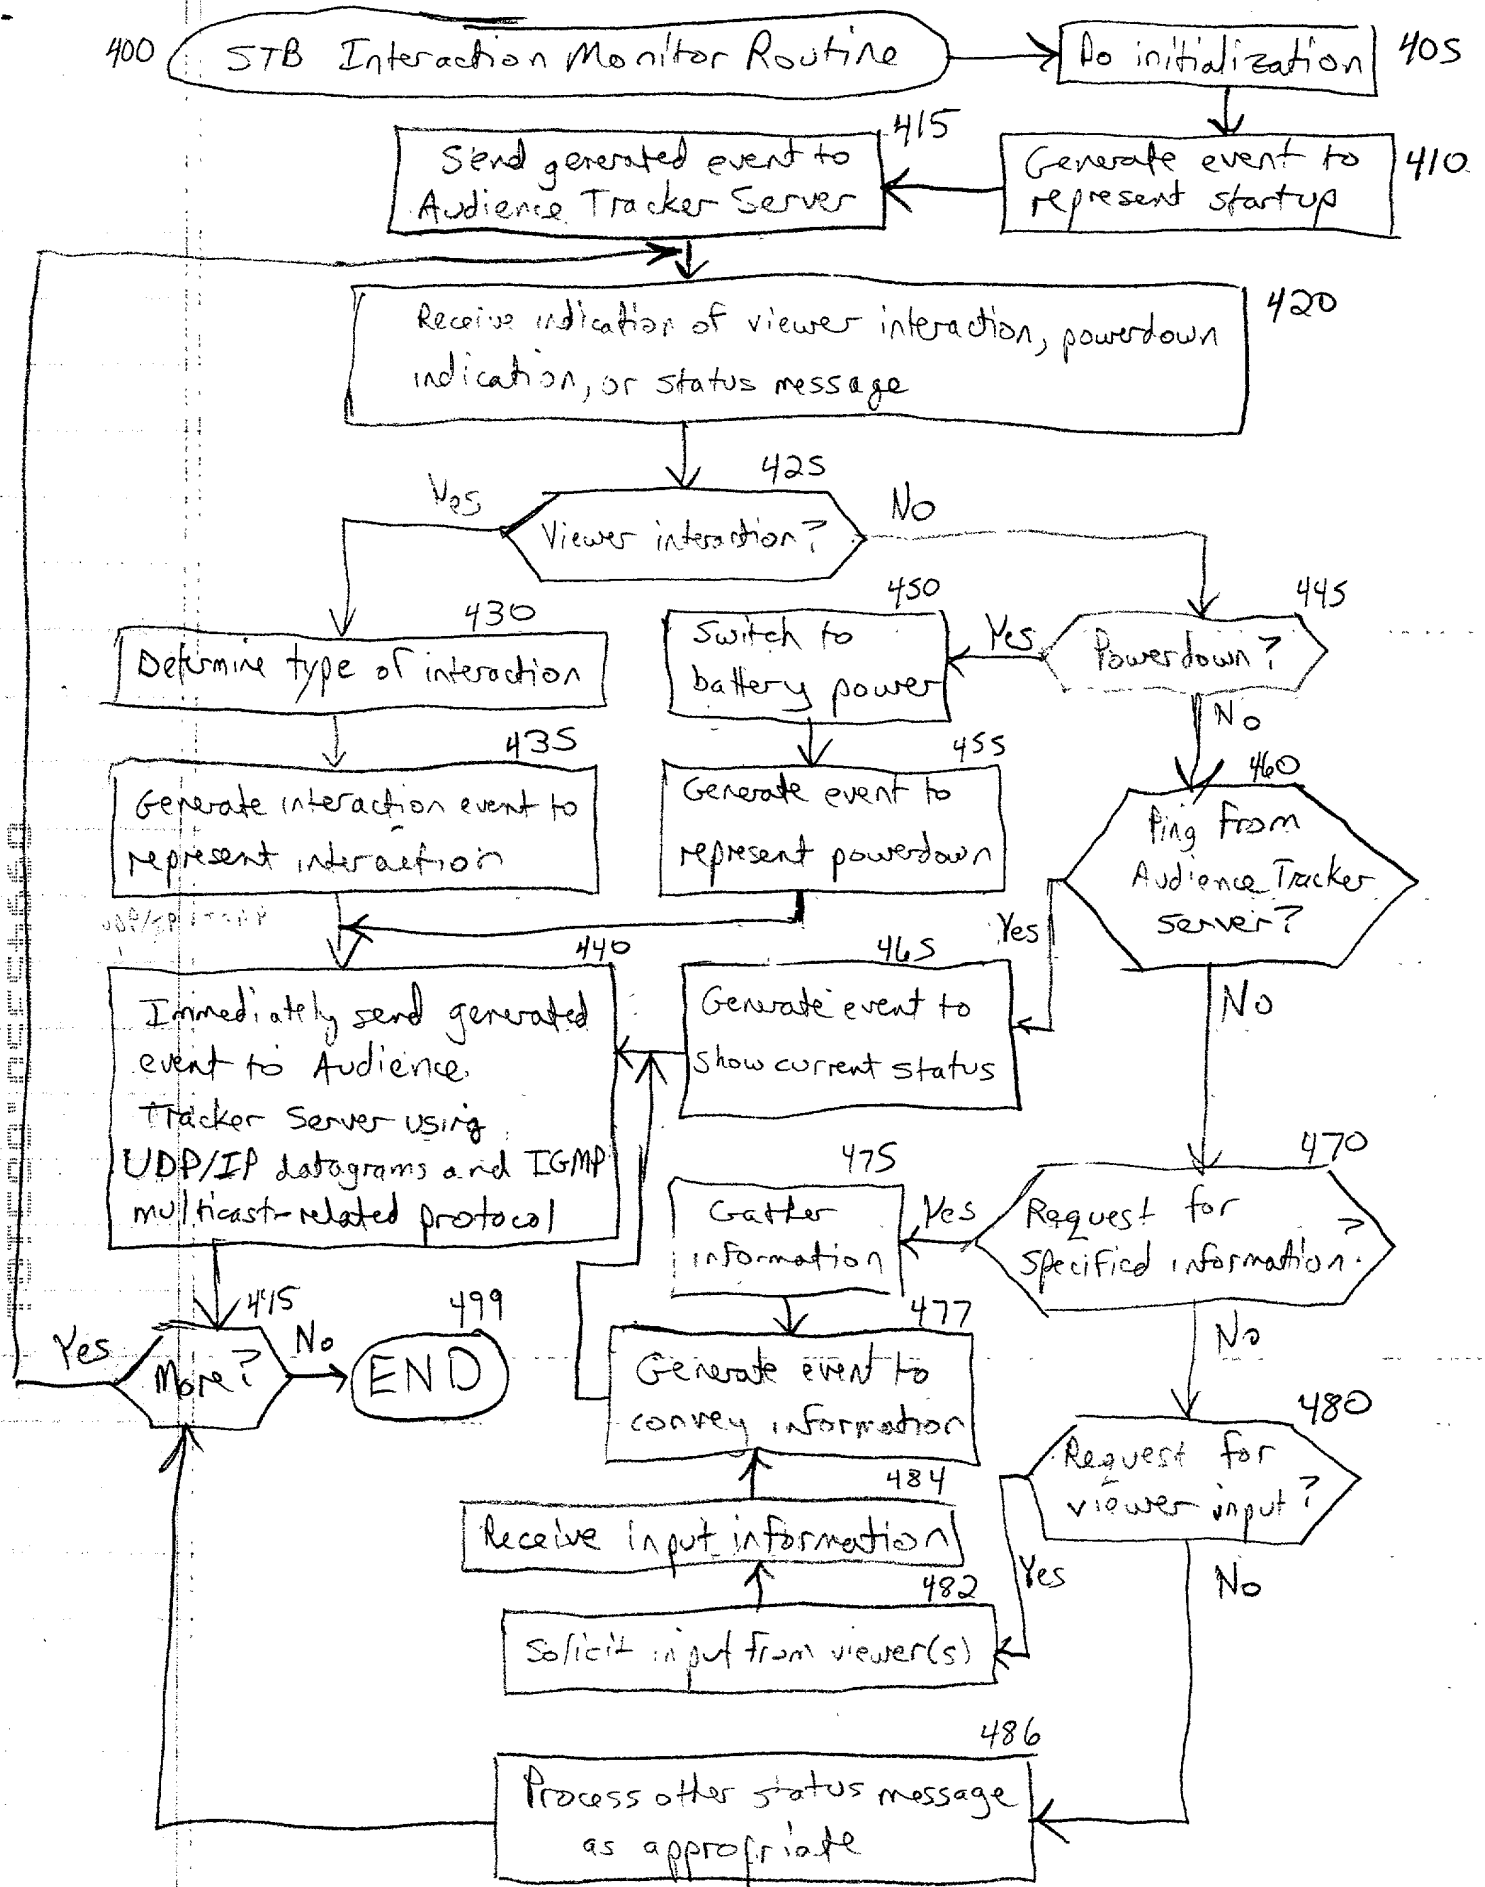 400
STB Interaction Monitor Routine
Do initialization
405
415
Send generated event to
Audience Tracker Server
Generate event to
represent startup
410
Receive indication of viewer interaction, powerdown
indication, or status message
420
425
Yes
Viewer interaction?
No
430
Determine type of interaction
450
Switch to
battery power
Yes
445
Powerdown?
No
435
Generate interaction event to
represent interaction
455
Generate event to
represent powerdown
460
Ping from
Audience Tracker
server?
Yes
No
440
Immediately send generated
event to Audience
Tracker Server using
UDP/IP datagrams and IGMP
multicast-related protocol
465
Generate event to
show current status
475
Gather
information
Yes
470
Request for
specified information?
No
495
Yes
More?
No
499
END
477
Generate event to
convey information
480
Request for
viewer input?
Yes
No
484
Receive input information
482
Solicit input from viewer(s)
486
Process other status message
as appropriate